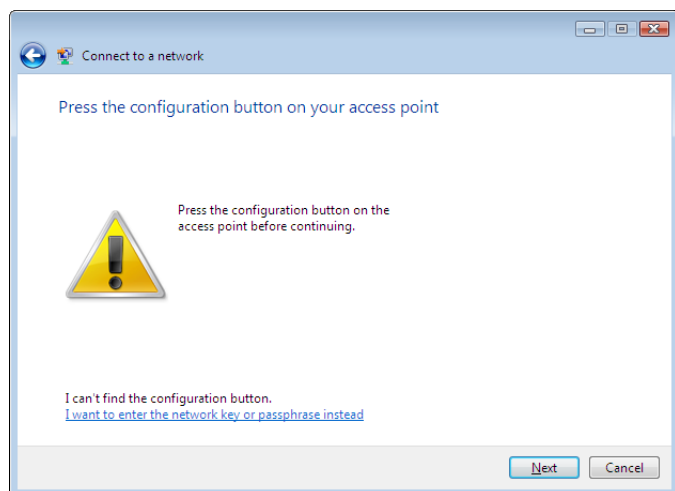 Connect to a network
Press the configuration button on your access point
Press the configuration button on the
access point before continuing.
I can't find the configuration button.
I want to enter the network key or passphrase instead
Next
Cancel